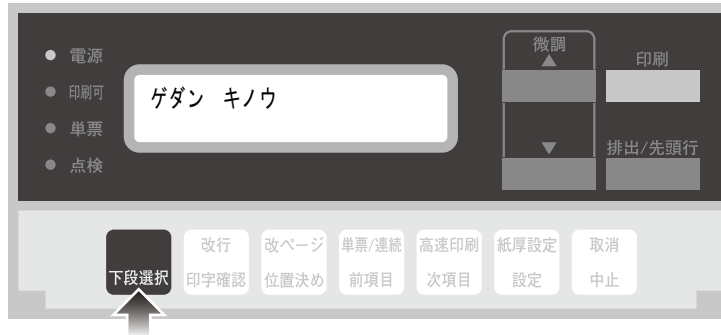 微調
電源
印刷
印刷可
ゲダン キノウ
単票
排出/先頭行
点検
改行 改ページ 単票/連続 高速印刷 紙厚設定 取消
下段選択 印字確認 位置決め 前項目 次項目 設定 中止